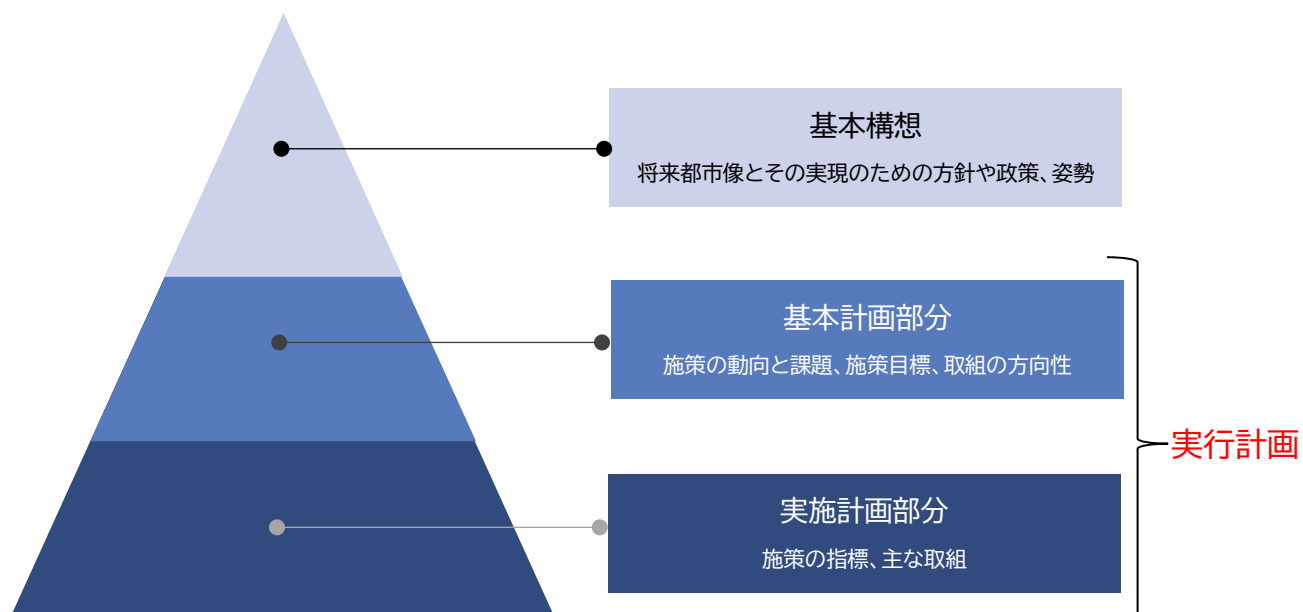 基本構想
将来都市像とその実現のための方針や政策、姿勢
基本計画部分
施策の動向と課題、施策目標、取組の方向性
実行計画
実施計画部分
施策の指標、主な取組